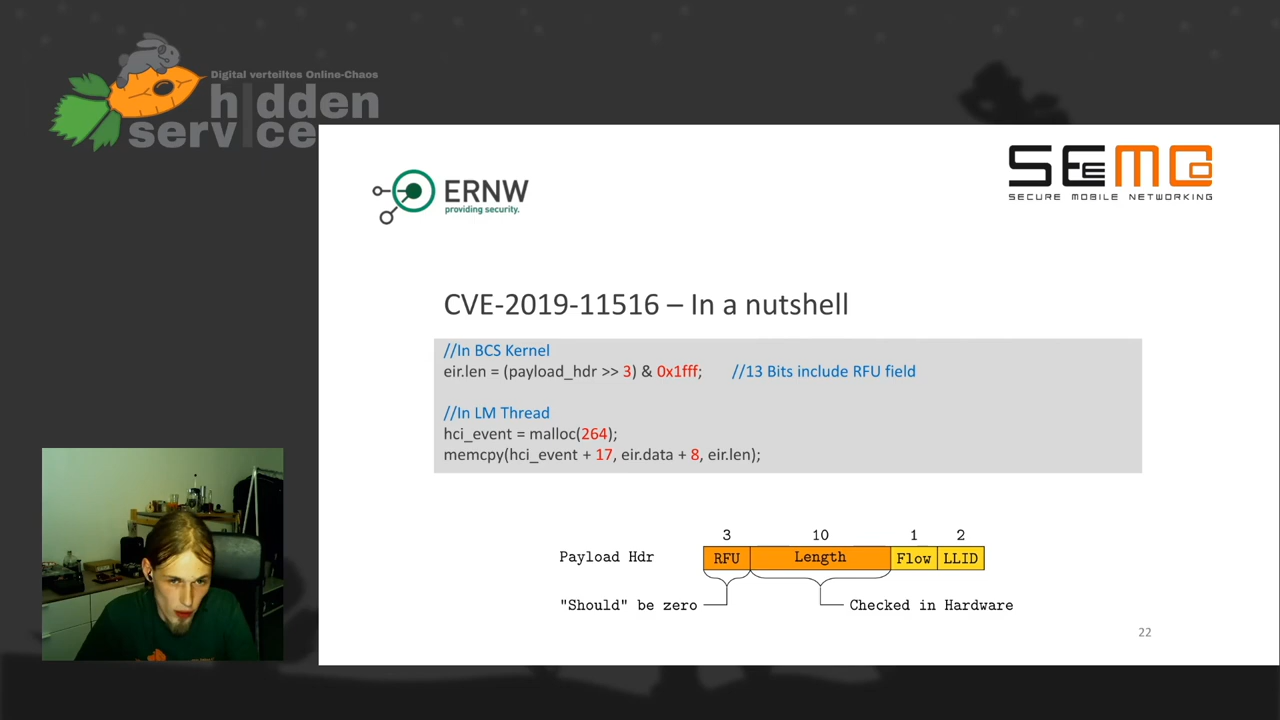 Digital verteiltes Online-Chaos
h|dden
serv|ce
ERNW
providing security.
SEEMOO
SECURE MOBILE NETWORKING
CVE-2019-11516 – In a nutshell
//In BCS Kernel
eir.len = (payload_hdr >> 3) & 0x1fff; //13 Bits include RFU field
//In LM Thread
hci_event = malloc(264);
memcpy(hci_event + 17, eir.data + 8, eir.len);
3 10 1 2
Payload Hdr RFU Length Flow LLID
"Should" be zero Checked in Hardware
22